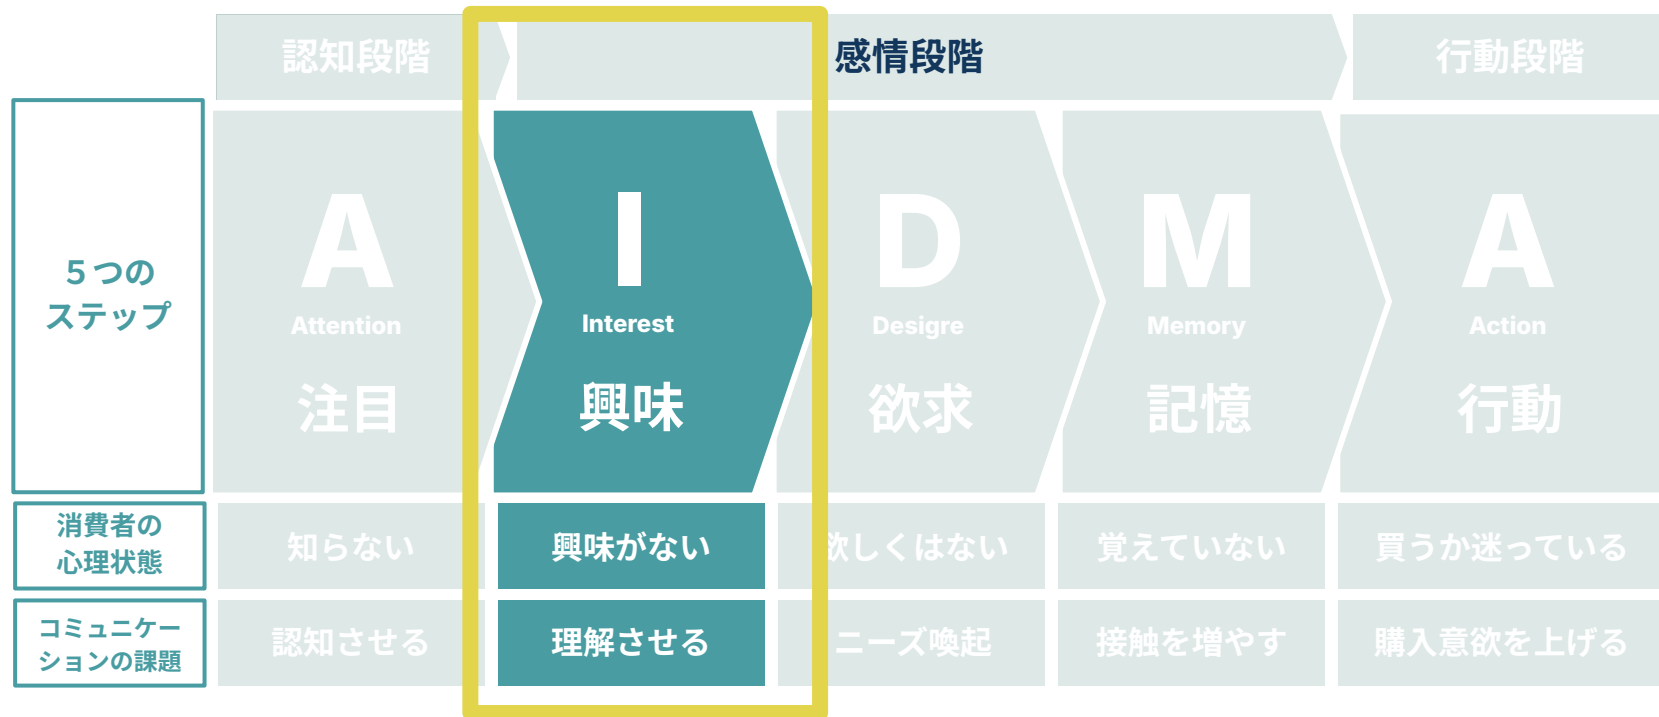 認知段階
感情段階
行動段階
５つの
ステップ
A
I
D
M
A
Attention
Interest
Desigre
Memory
Action
注目
興味
欲求
記憶
行動
消費者の
心理状態
知らない
興味がない
欲しくはない
覚えていない
買うか迷っている
コミュニケー
ションの課題
認知させる
理解させる
ニーズ喚起
接触を増やす
購入意欲を上げる